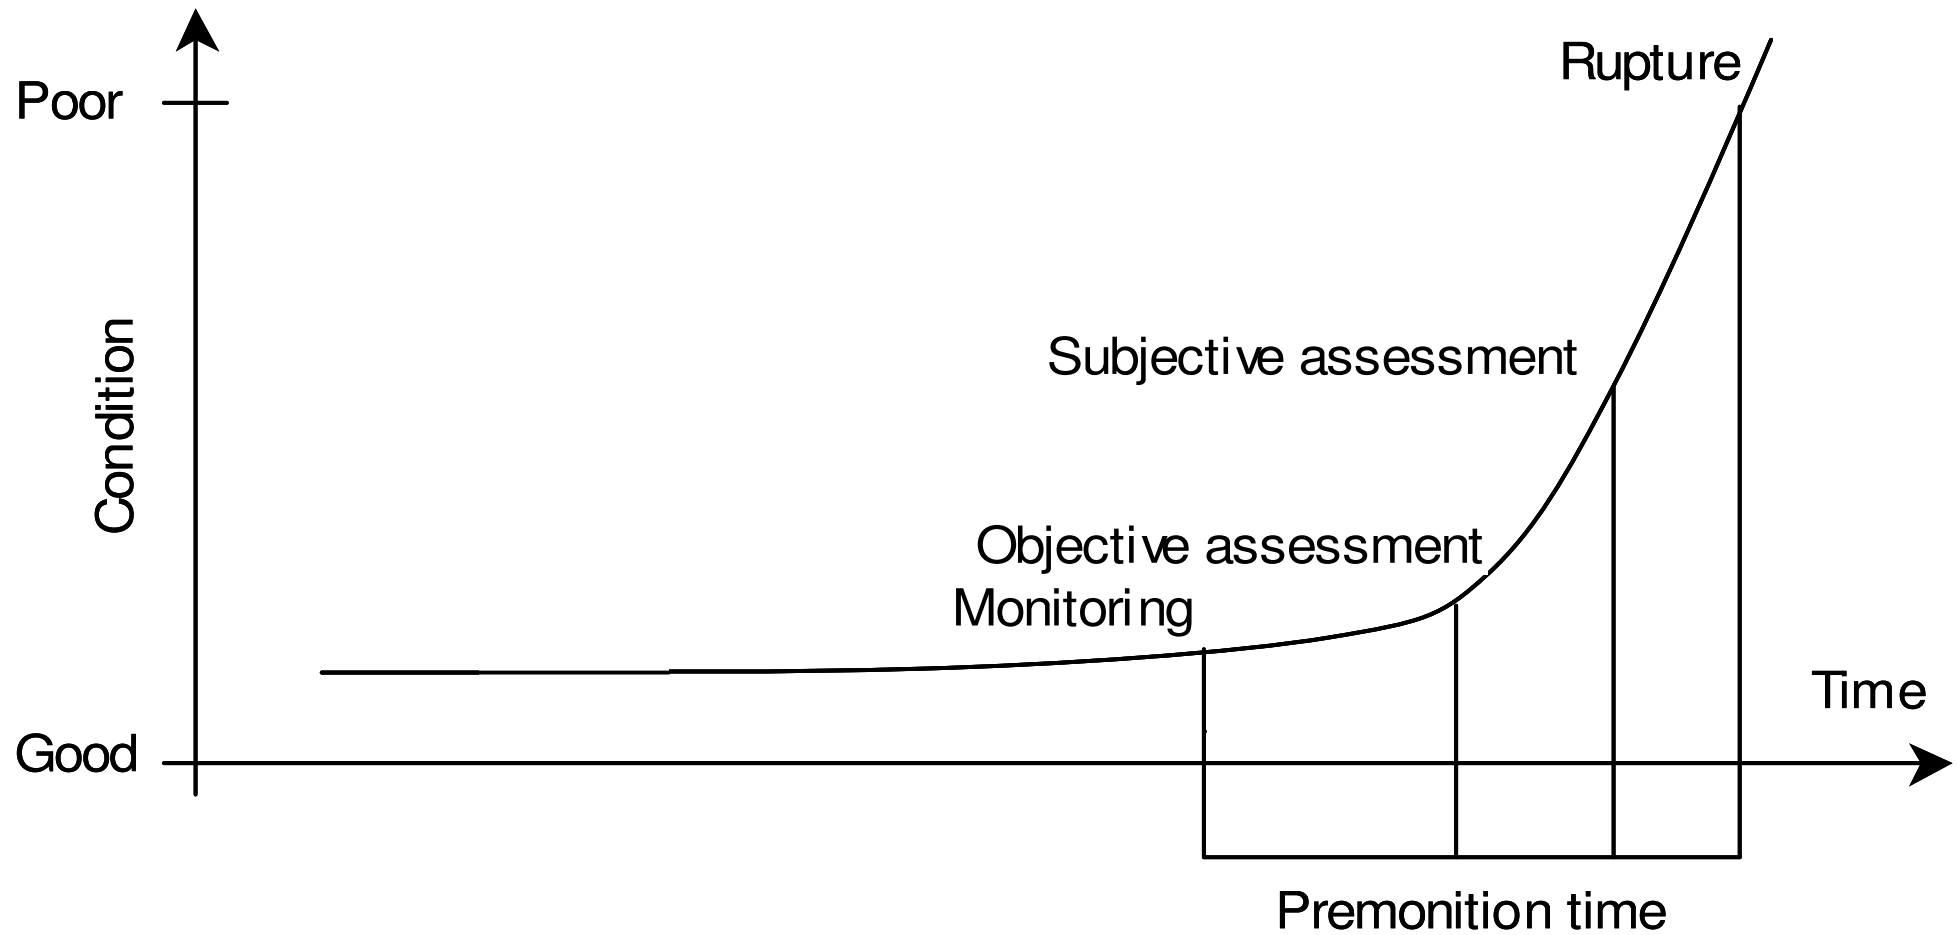 Rupture
Poor
Subjective assessment
Condition
Objective assessment
Monitoring
Time
Good
Premonition time